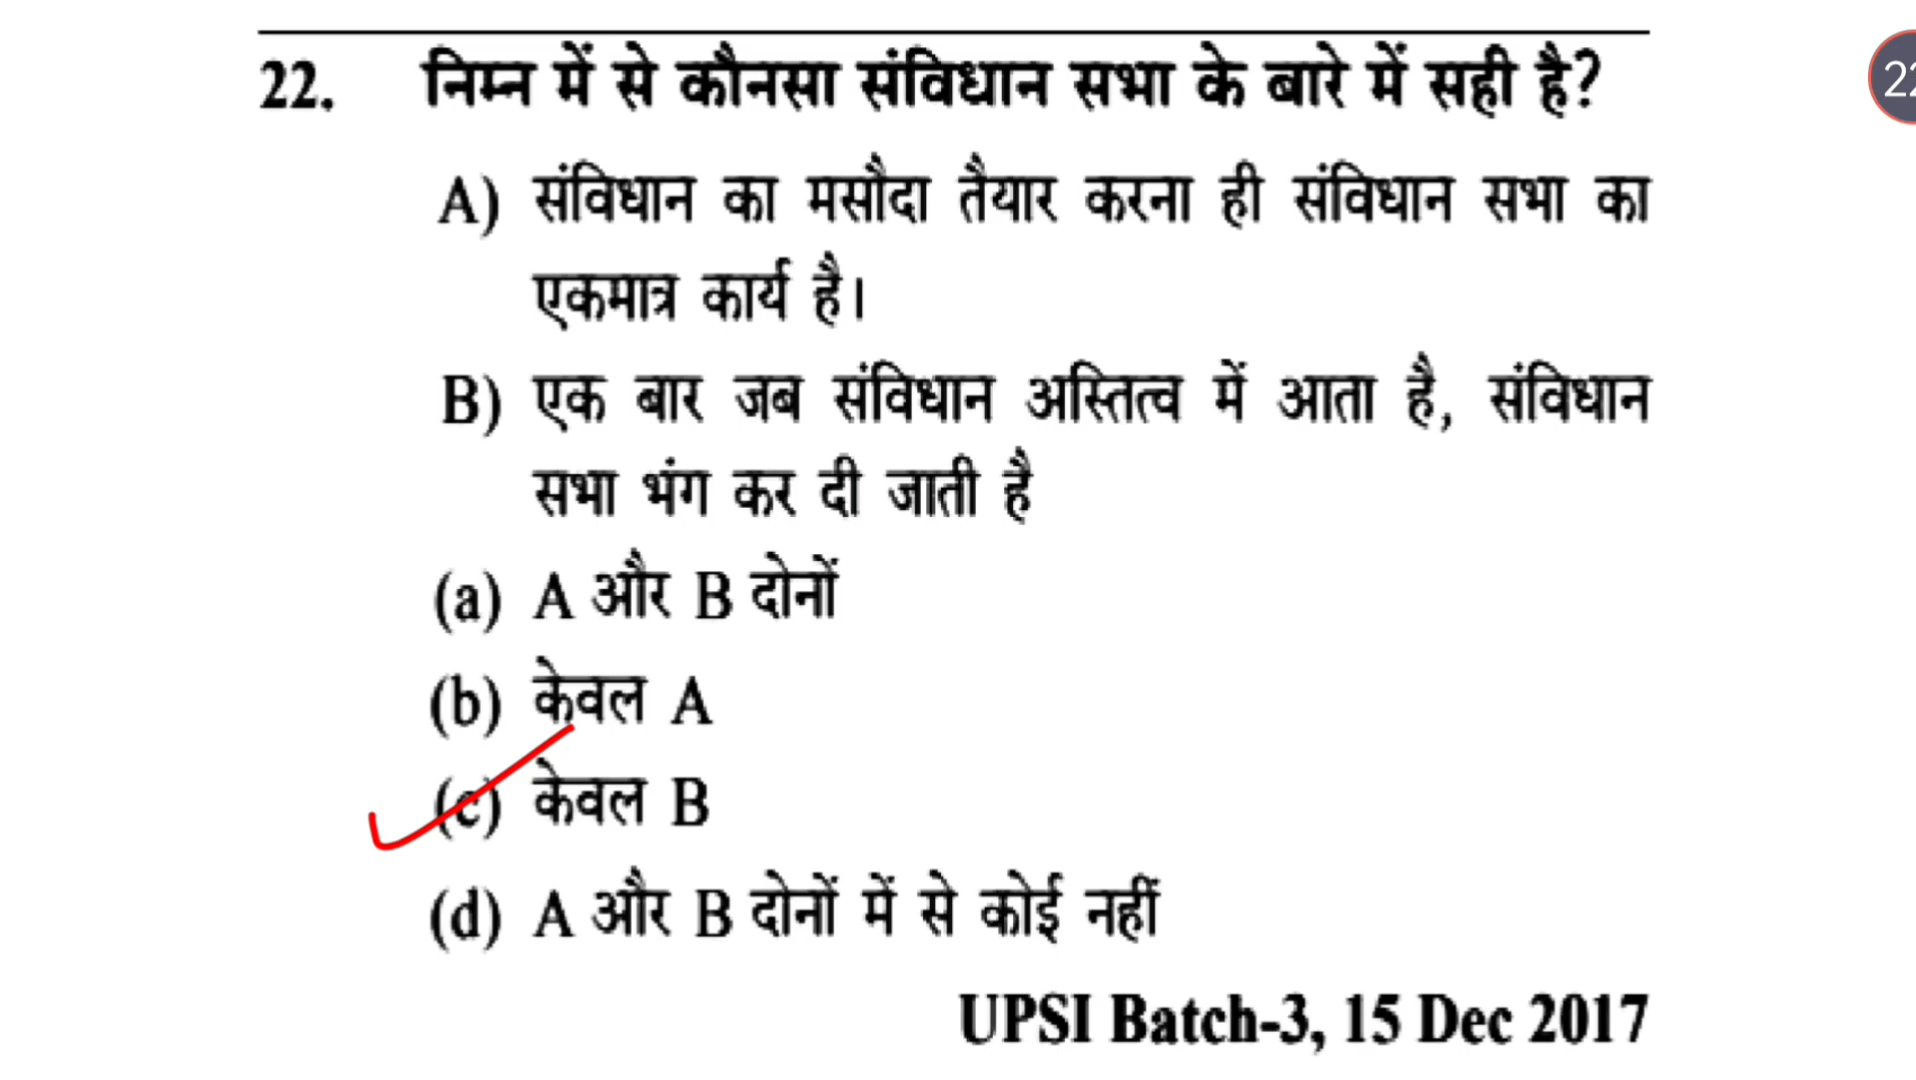 22. निम्न में से कौनसा संविधान सभा के बारे में सही है?
22
A) संविधान का मसौदा तैयार करना ही संविधान सभा का
एकमात्र कार्य है।
B) एक बार जब संविधान अस्तित्व में आता है, संविधान
सभा भंग कर दी जाती है
(a) A और B दोनों
(b) केवल A
(c) केवल B
(d) A और B दोनों में से कोई नहीं
UPSI Batch-3, 15 Dec 2017